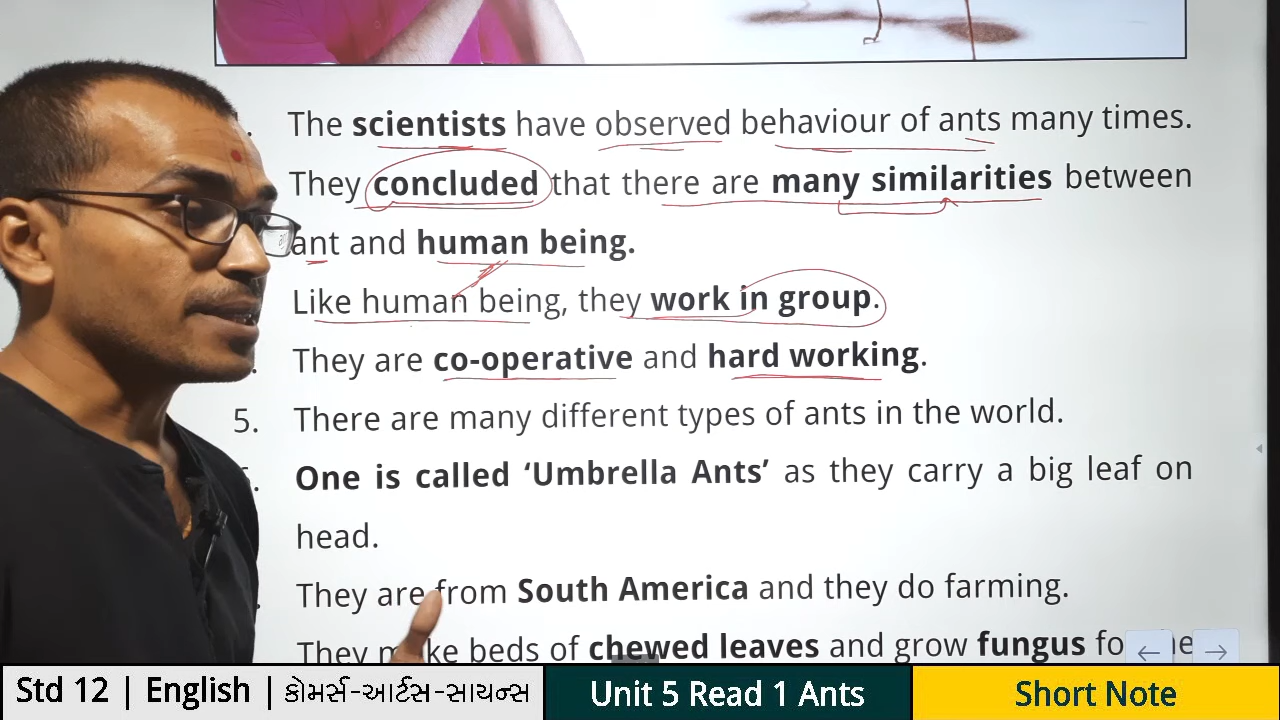 The scientists have observed behaviour of ants many times.
They concluded that there are many similarities between
ant and human being.
Like human being, they work in group.
They are co-operative and hard working.
5. There are many different types of ants in the world.
One is called ‘Umbrella Ants’ as they carry a big leaf on
head.
They are from South America and they do farming.
They make beds of chewed leaves and grow fungus
Std 12 | English | કોમર્સ-આર્ટસ-સાયન્સ
Unit 5 Read 1 Ants
Short Note